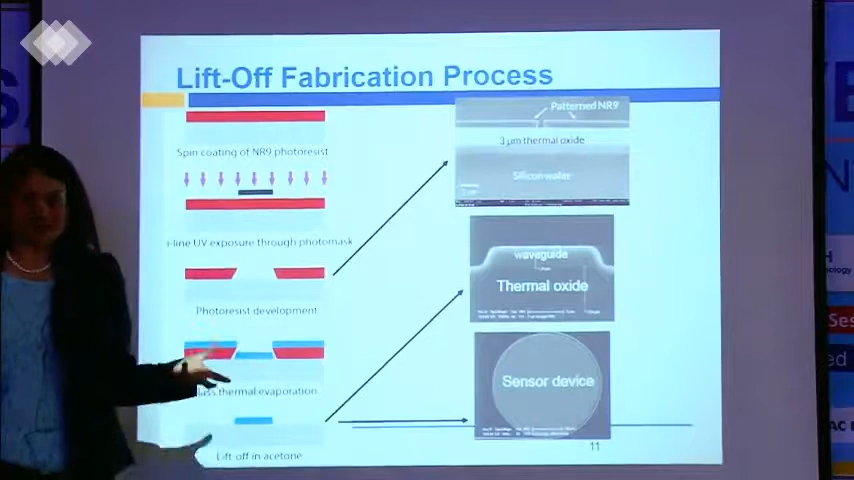 Lift-Off Fabrication Process
Spin coating of NR9 photoresist
i-line UV exposure through photomask
Photoresist development
thermal evaporation
Lift-off in acetone
Patterned NR9
3 µm thermal oxide
Silicon wafer
waveguide
Thermal oxide
Sensor device
11